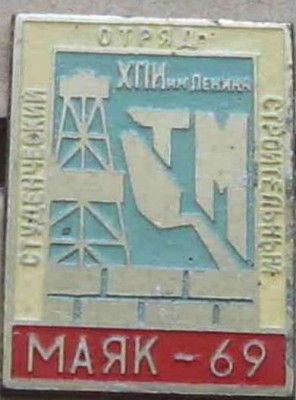 СТУДЕНЧЕСКИЙ
ОТРЯД
СТРОИТЕЛЬНЫЙ
ХПИ им ЛЕНИНА
ТМ
МАЯК - 69